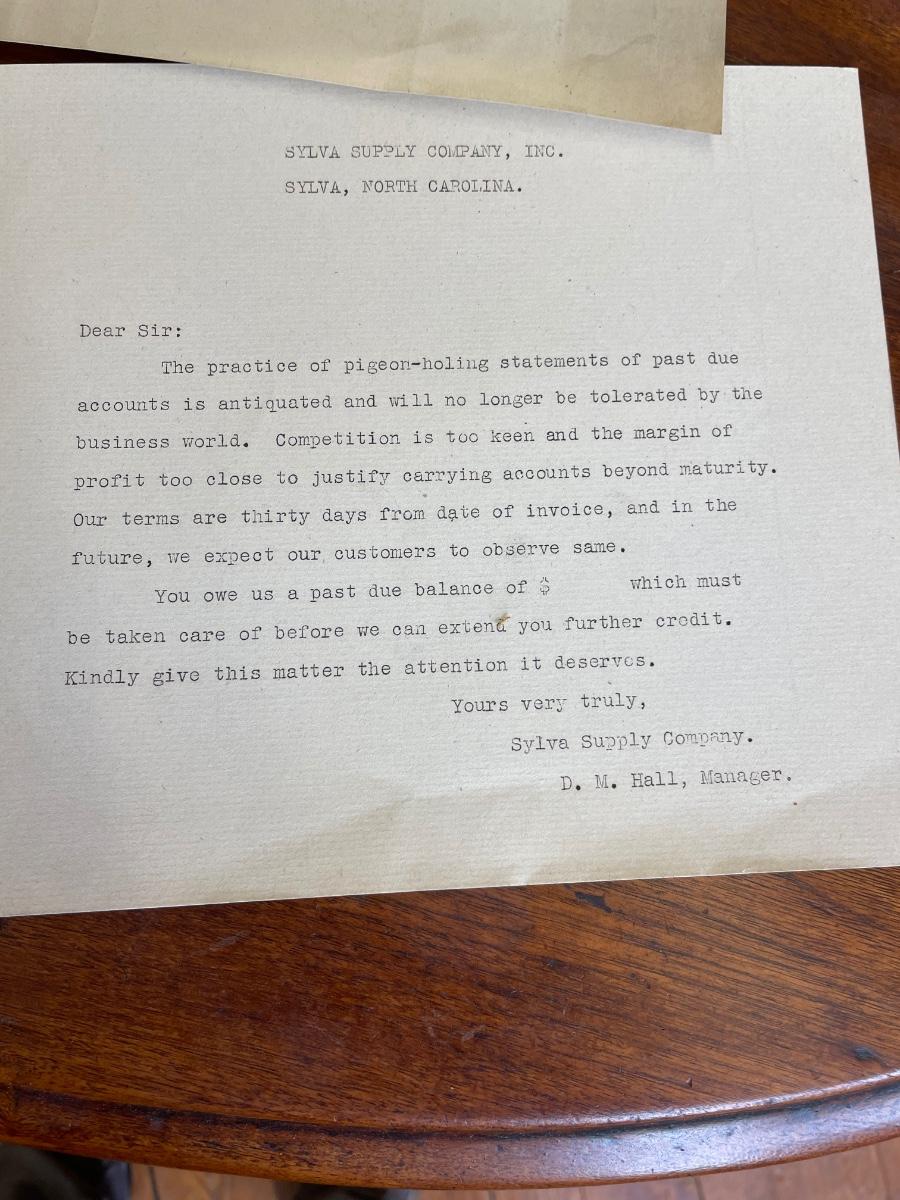 SYLVA SUPPLY COMPANY, INC.
SYLVA, NORTH CAROLINA.
Dear Sir:
The practice of pigeon-holing statements of past due
accounts is antiquated and will no longer be tolerated by the
business world. Competition is too keen and the margin of
profit too close to justify carrying accounts beyond maturity.
Our terms are thirty days from date of invoice, and in the
future, we expect our customers to observe same.
You owe us a past due balance of $ which must
be taken care of before we can extend you further credit.
Kindly give this matter the attention it deserves.
Yours very truly,
Sylva Supply Company.
D. M. Hall, Manager.